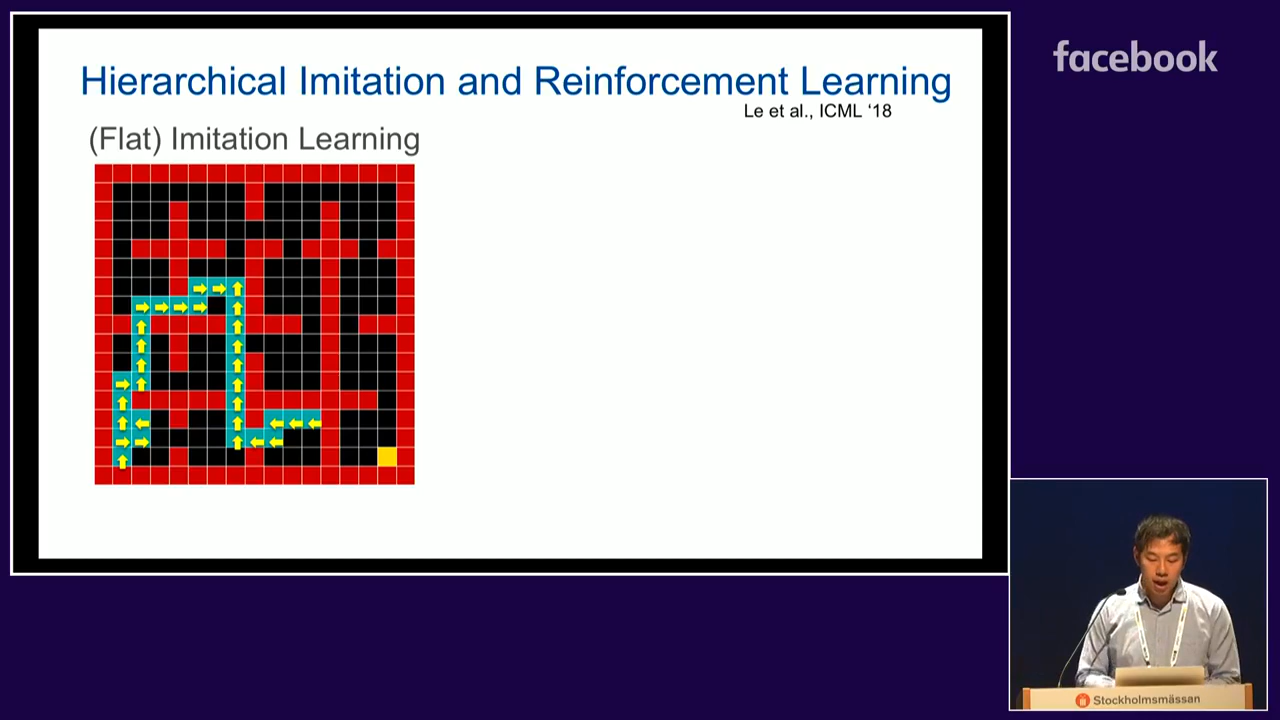 Hierarchical Imitation and Reinforcement Learning
Le et al., ICML ‘18
(Flat) Imitation Learning
facebook
Stockholmsmässan